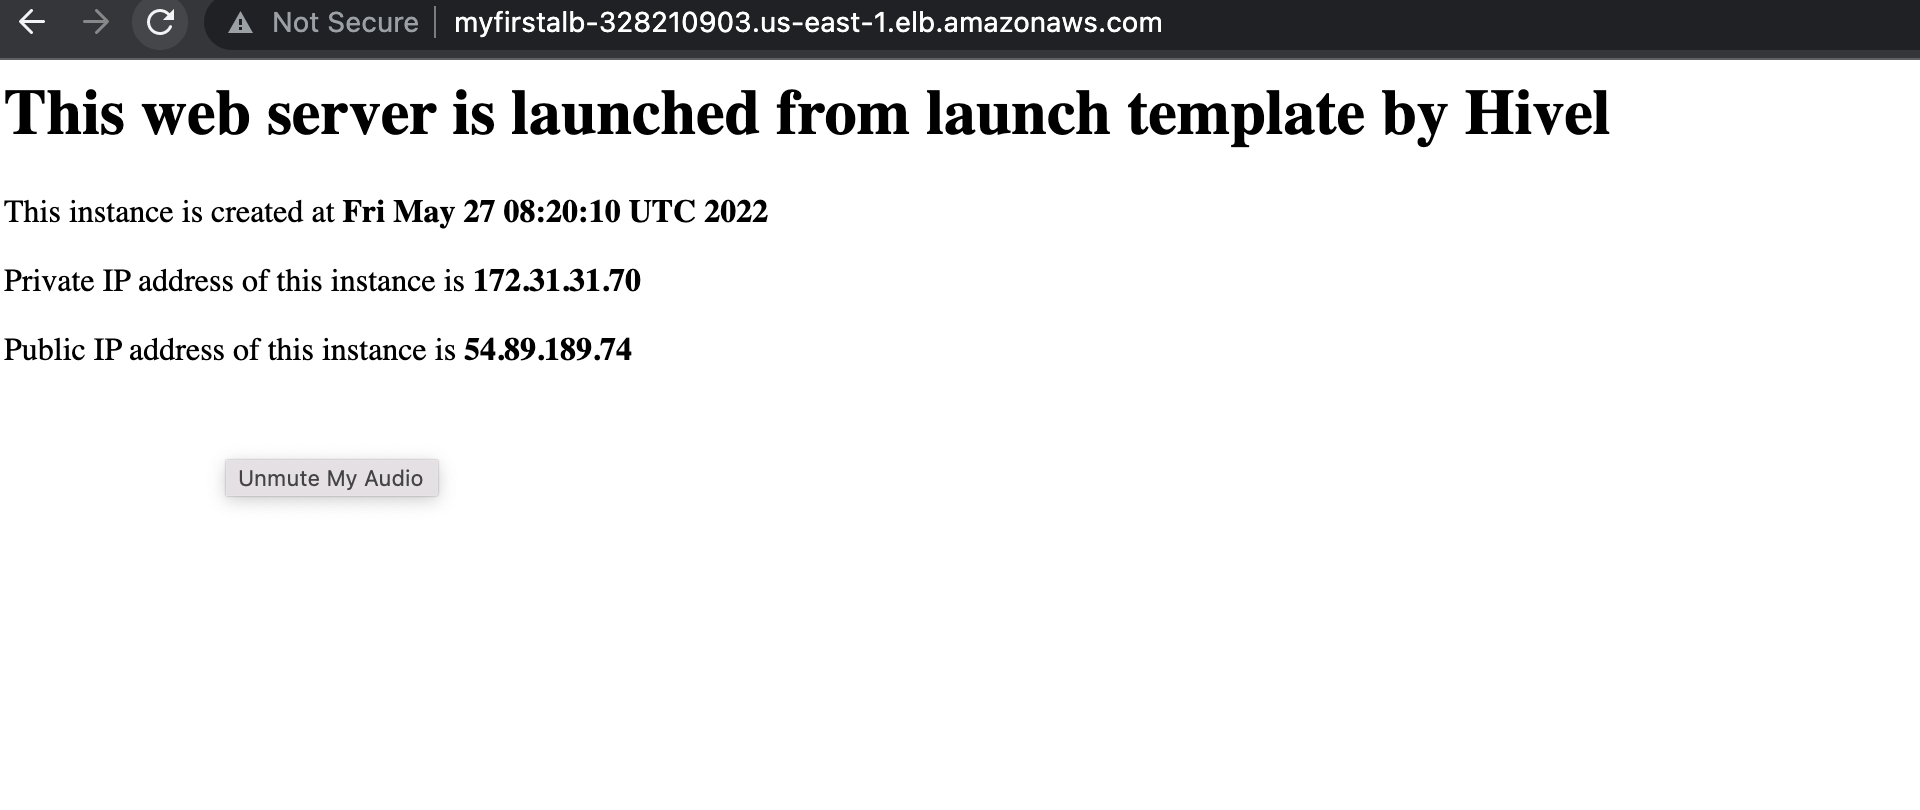 Not Secure myfirstalb-328210903.us-east-1.elb.amazonaws.com
This web server is launched from launch template by Hivel
This instance is created at Fri May 27 08:20:10 UTC 2022
Private IP address of this instance is 172.31.31.70
Public IP address of this instance is 54.89.189.74
Unmute My Audio